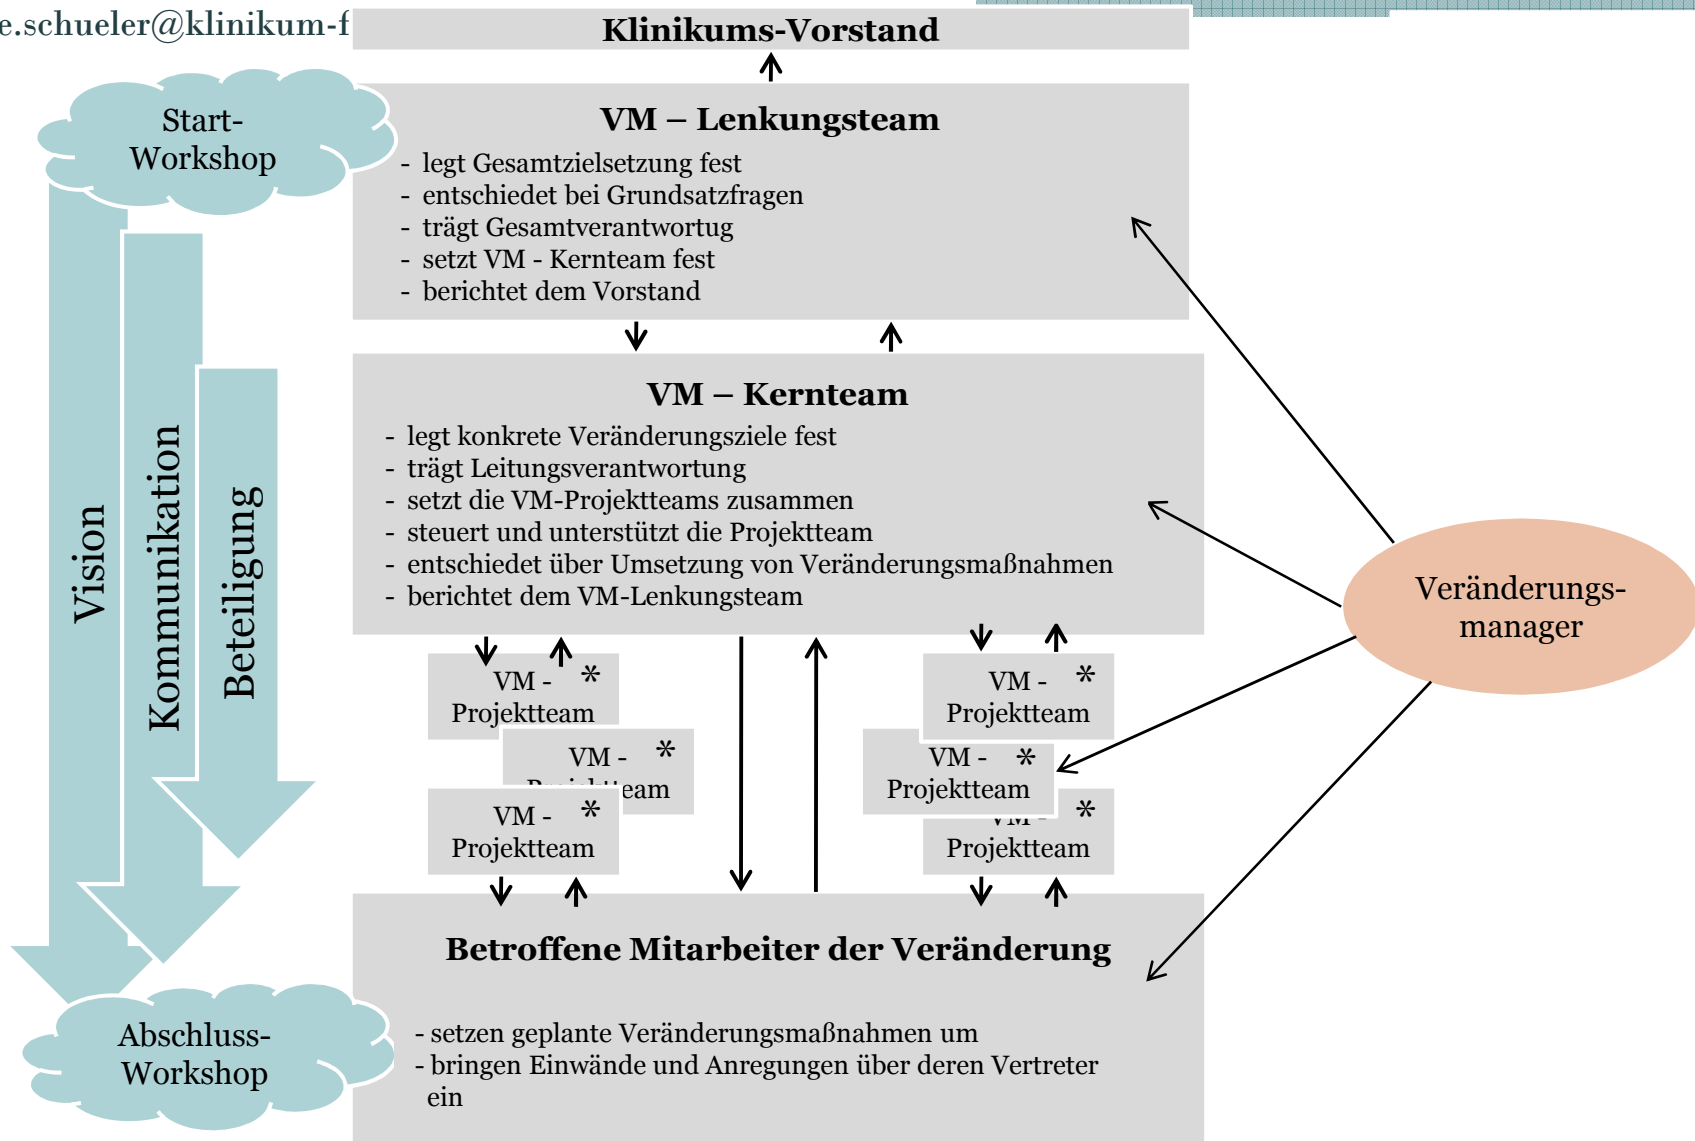 e.schueler@klinikum-f
Klinikums-Vorstand
Start-
Workshop
VM – Lenkungsteam
- legt Gesamtzielsetzung fest
- entschiedet bei Grundsatzfragen
- trägt Gesamtverantwortug
- setzt VM - Kernteam fest
- berichtet dem Vorstand
VM – Kernteam
- legt konkrete Veränderungsziele fest
- trägt Leitungsverantwortung
- setzt die VM-Projektteams zusammen
- steuert und unterstützt die Projektteam
- entschiedet über Umsetzung von Veränderungsmaßnahmen
- berichtet dem VM-Lenkungsteam
Vision
Kommunikation
Beteiligung
Veränderungs-
manager
VM - *
Projektteam
VM - *
Projektteam
VM - *
Projektteam
VM - *
Projektteam
VM - *
Projektteam
VM - *
Projektteam
Betroffene Mitarbeiter der Veränderung
- setzen geplante Veränderungsmaßnahmen um
- bringen Einwände und Anregungen über deren Vertreter
ein
Abschluss-
Workshop